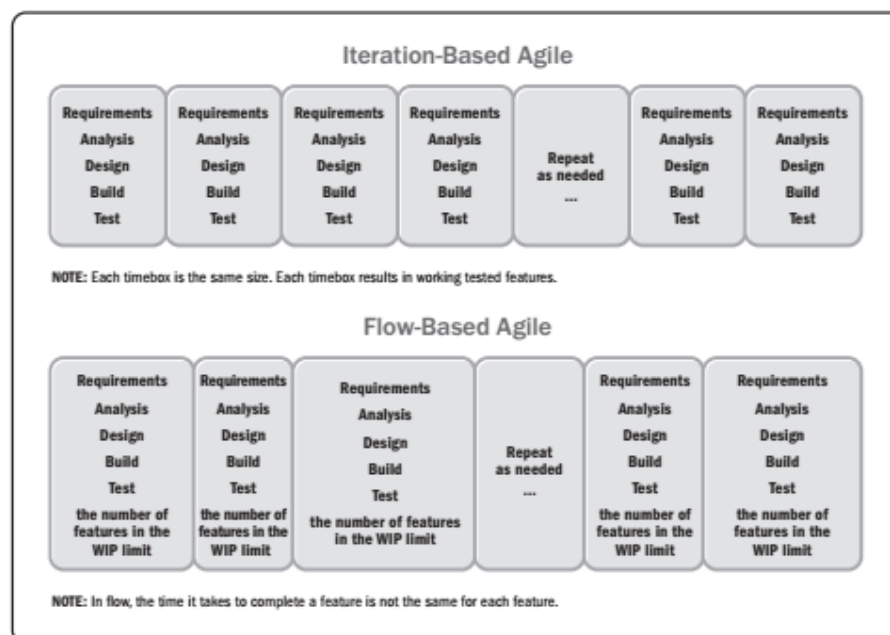 Iteration-Based Agile
Requirements
Analysis
Design
Build
Test
Requirements
Analysis
Design
Build
Test
Requirements
Analysis
Design
Build
Test
Requirements
Analysis
Design
Build
Test
Repeat
as needed
...
Requirements
Analysis
Design
Build
Test
Requirements
Analysis
Design
Build
Test
NOTE: Each timebox is the same size. Each timebox results in working tested features.
Flow-Based Agile
Requirements
Analysis
Design
Build
Test
the number of
features in the
WIP limit
Requirements
Analysis
Design
Build
Test
the number of
features in the
WIP limit
Requirements
Analysis
Design
Build
Test
the number of features
in the WIP limit
Repeat
as needed
...
Requirements
Analysis
Design
Build
Test
the number of
features in the
WIP limit
Requirements
Analysis
Design
Build
Test
the number of
features in the
WIP limit
NOTE: In flow, the time it takes to complete a feature is not the same for each feature.